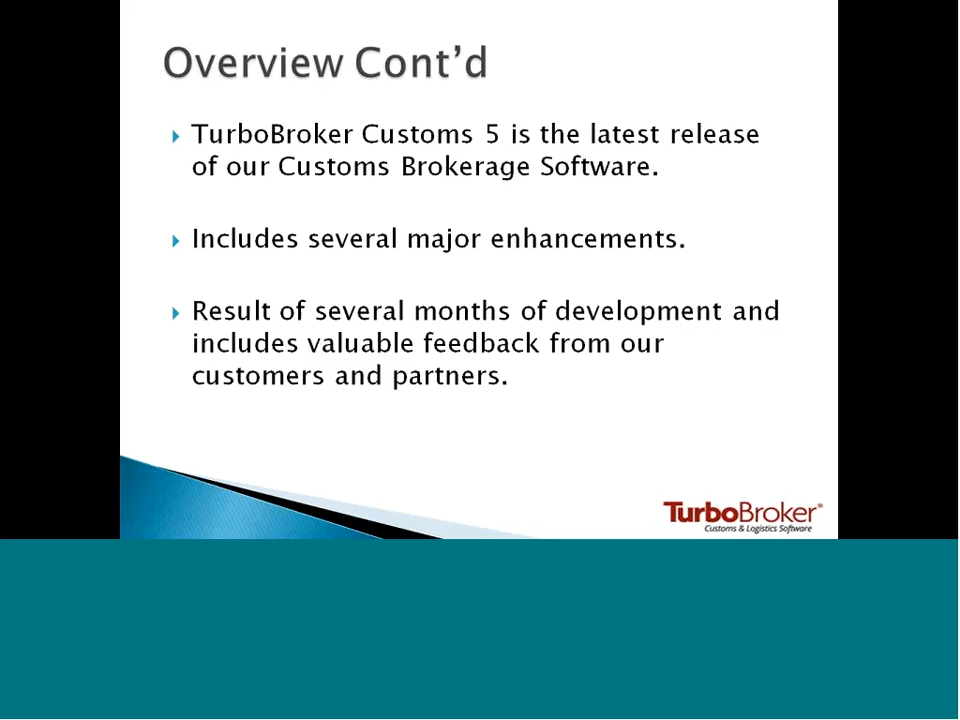 Overview Cont’d
TurboBroker Customs 5 is the latest release
of our Customs Brokerage Software.
Includes several major enhancements.
Result of several months of development and
includes valuable feedback from our
customers and partners.
TurboBroker®
Customs & Logistics Software